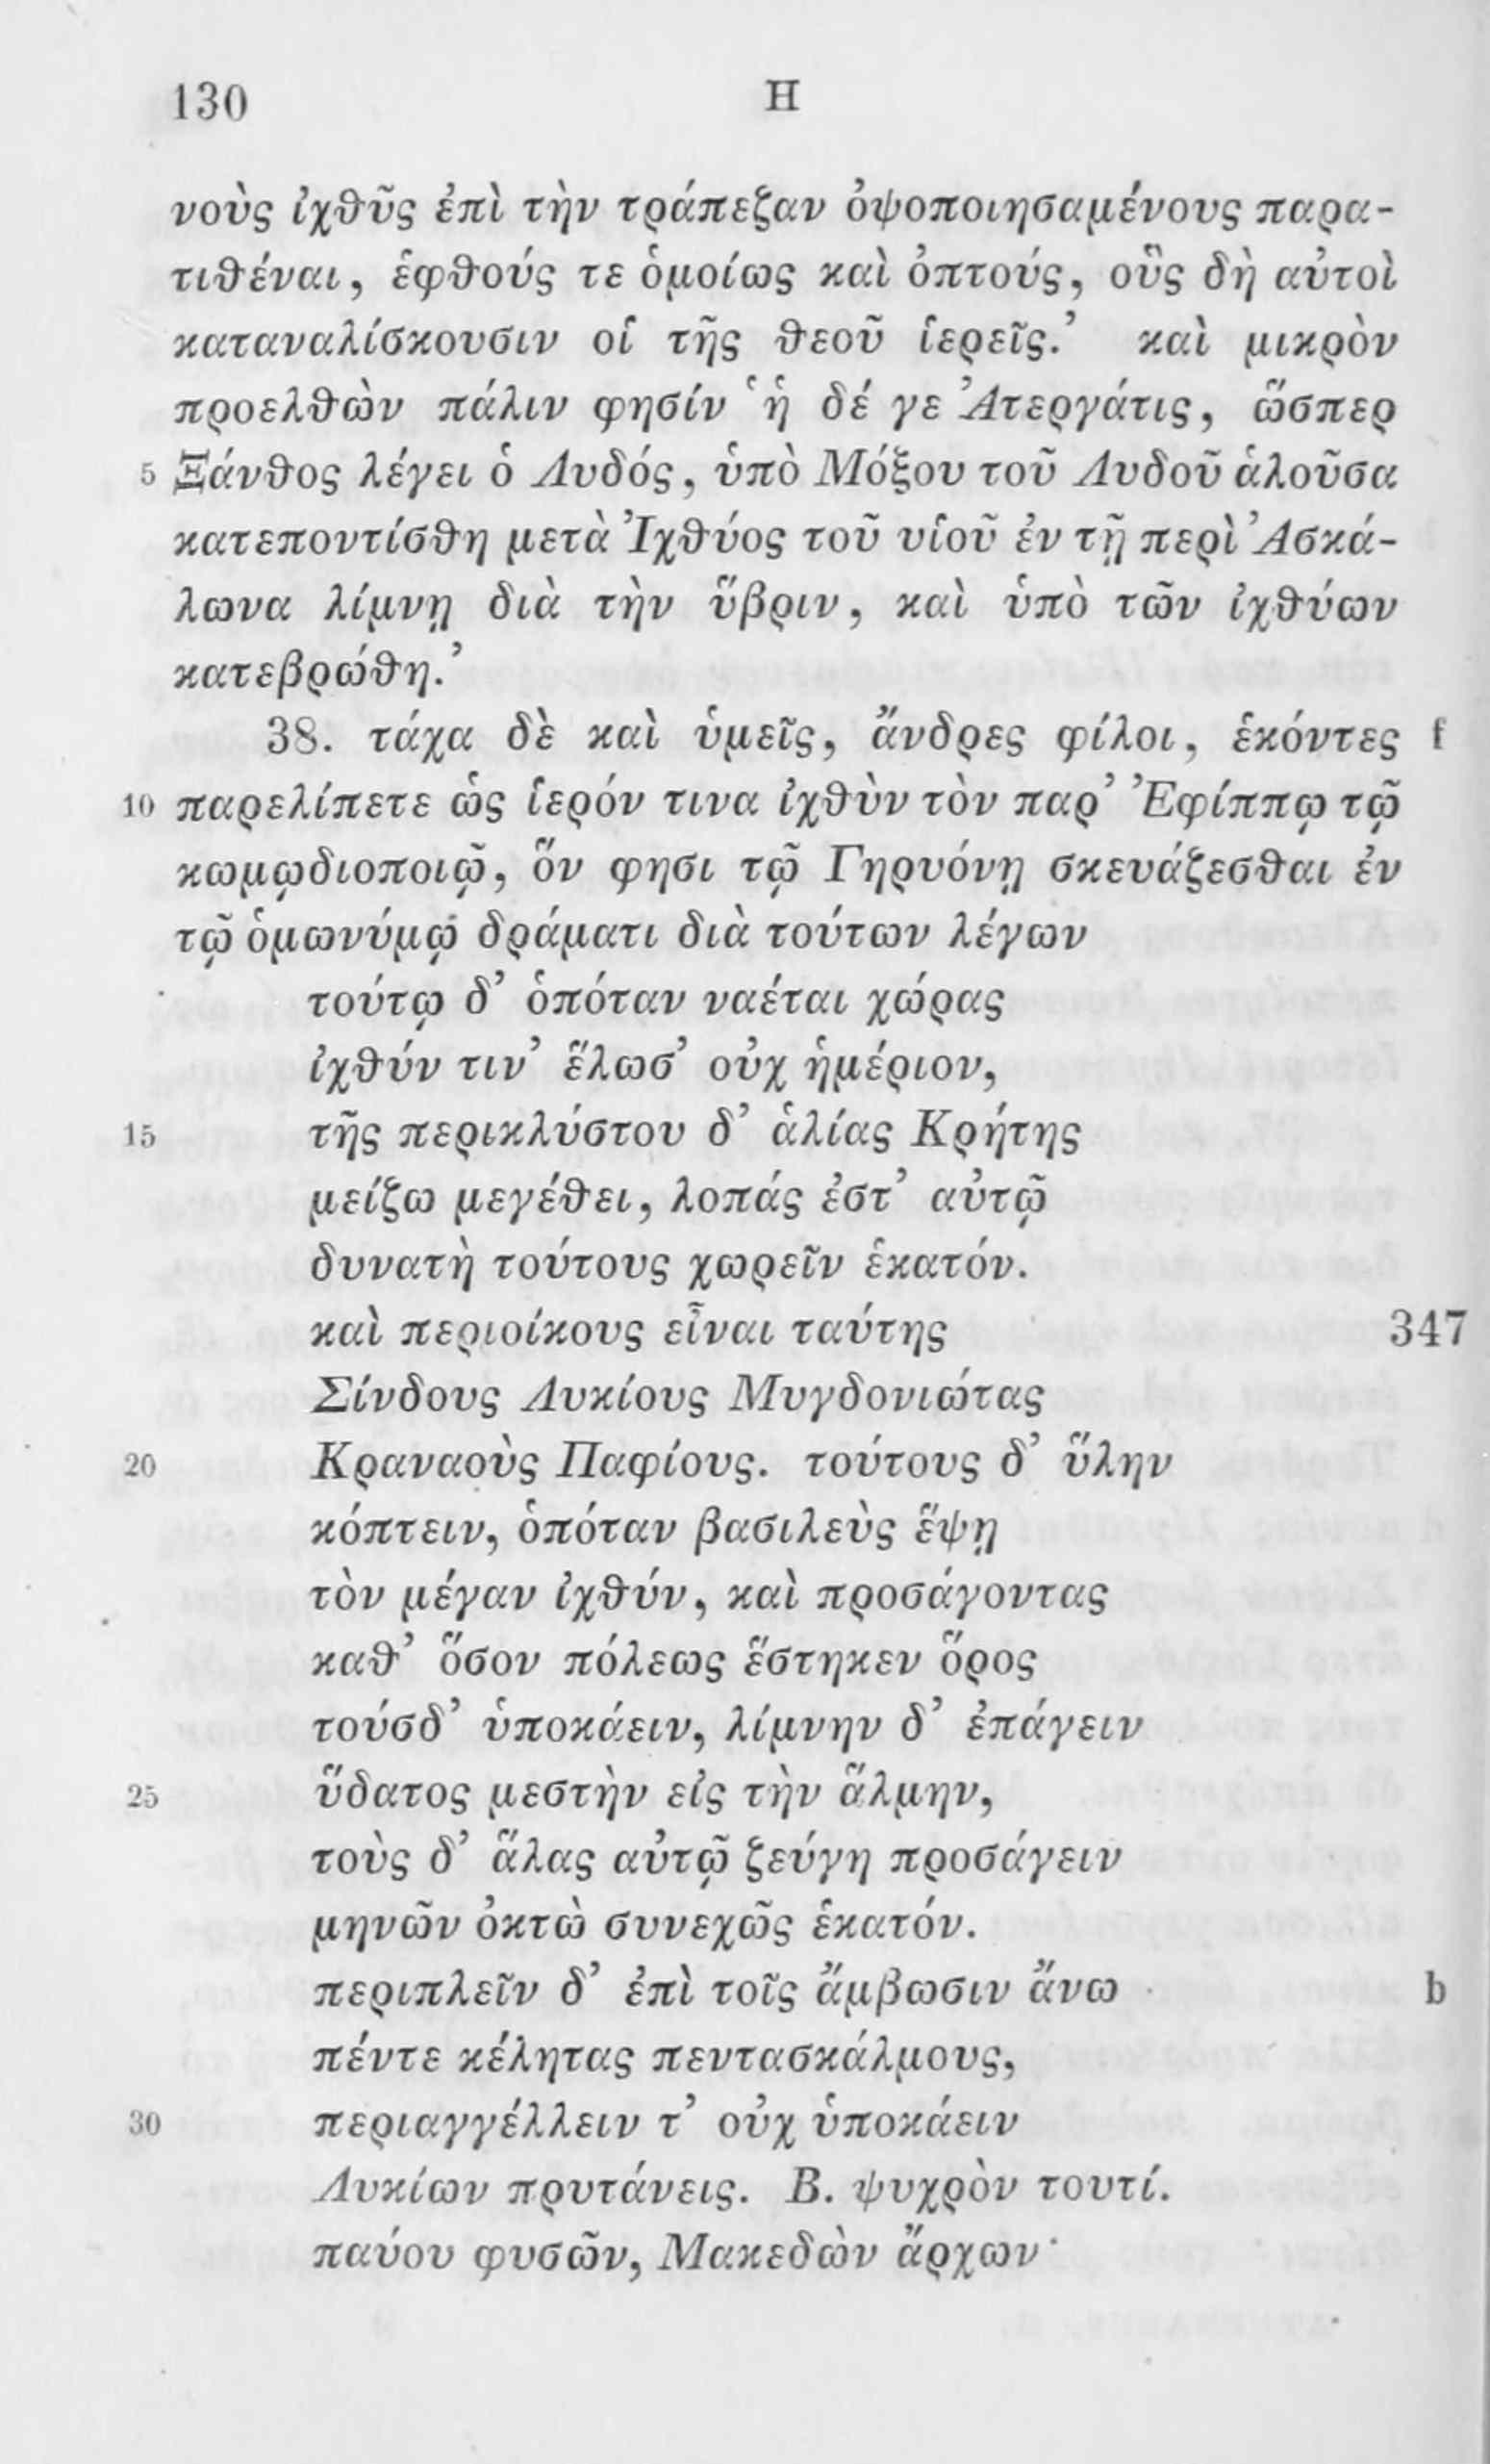 130 Η
νοὺς ἰχθῦς ἐπὶ τὴν τράπεζαν ὀψοποιησαμένους παρα-
τιθέναι, ἑφθούς τε ὁμοίως καὶ ὀπτούς, οὓς δὴ αὐτοὶ
καταναλίσκουσιν οἱ τῆς θεοῦ ἱερεῖς.’ καὶ μικρὸν
προελθὼν πάλιν φησίν ‘ἡ δέ γε Ἀτεργάτις, ὥσπερ
5 Ξάνθος λέγει ὁ Λυδός, ὑπὸ Μόξου τοῦ Λυδοῦ ἁλοῦσα
κατεποντίσθη μετὰ Ἰχθύος τοῦ υἱοῦ ἐν τῇ περὶ Ἀσκά-
λωνα λίμνῃ διὰ τὴν ὕβριν, καὶ ὑπὸ τῶν ἰχθύων
κατεβρώθη.’
38. τάχα δὲ καὶ ὑμεῖς, ἄνδρες φίλοι, ἑκόντες f
10 παρελίπετε ὡς ἱερόν τινα ἰχθὺν τὸν παρ’ Ἐφίππῳ τῷ
κωμῳδιοποιῷ, ὅν φησι τῷ Γηρυόνῃ σκευάζεσθαι ἐν
τῷ ὁμωνύμῳ δράματι διὰ τούτων λέγων
τούτῳ δ’ ὁπόταν ναέται χώρας
ἰχθύν τιν’ ἕλωσ’ οὐχ ἡμέριον,
15 τῆς περικλύστου δ’ ἁλίας Κρήτης
μείζω μεγέθει, λοπάς ἐστ’ αὐτῷ
δυνατὴ τούτους χωρεῖν ἑκατόν.
καὶ περιοίκους εἶναι ταύτης 347
Σίνδους Λυκίους Μυγδονιώτας
20 Κραναοὺς Παφίους. τούτους δ’ ὕλην
κόπτειν, ὁπόταν βασιλεὺς ἕψῃ
τὸν μέγαν ἰχθύν, καὶ προσάγοντας
καθ’ ὅσον πόλεως ἕστηκεν ὅρος
τούσδ’ ὑποκάειν, λίμνην δ’ ἐπάγειν
25 ὕδατος μεστὴν εἰς τὴν ἅλμην,
τοὺς δ’ ἅλας αὐτῷ ζεύγη προσάγειν
μηνῶν ὀκτὼ συνεχῶς ἑκατόν.
περιπλεῖν δ’ ἐπὶ τοῖς ἄμβωσιν ἄνω b
πέντε κέλητας πεντασκάλμους,
30 περιαγγέλλειν τ’ οὐχ ὑποκάειν
Λυκίων πρυτάνεις. Β. ψυχρὸν τουτί.
παύου φυσῶν, Μακεδὼν ἄρχων·